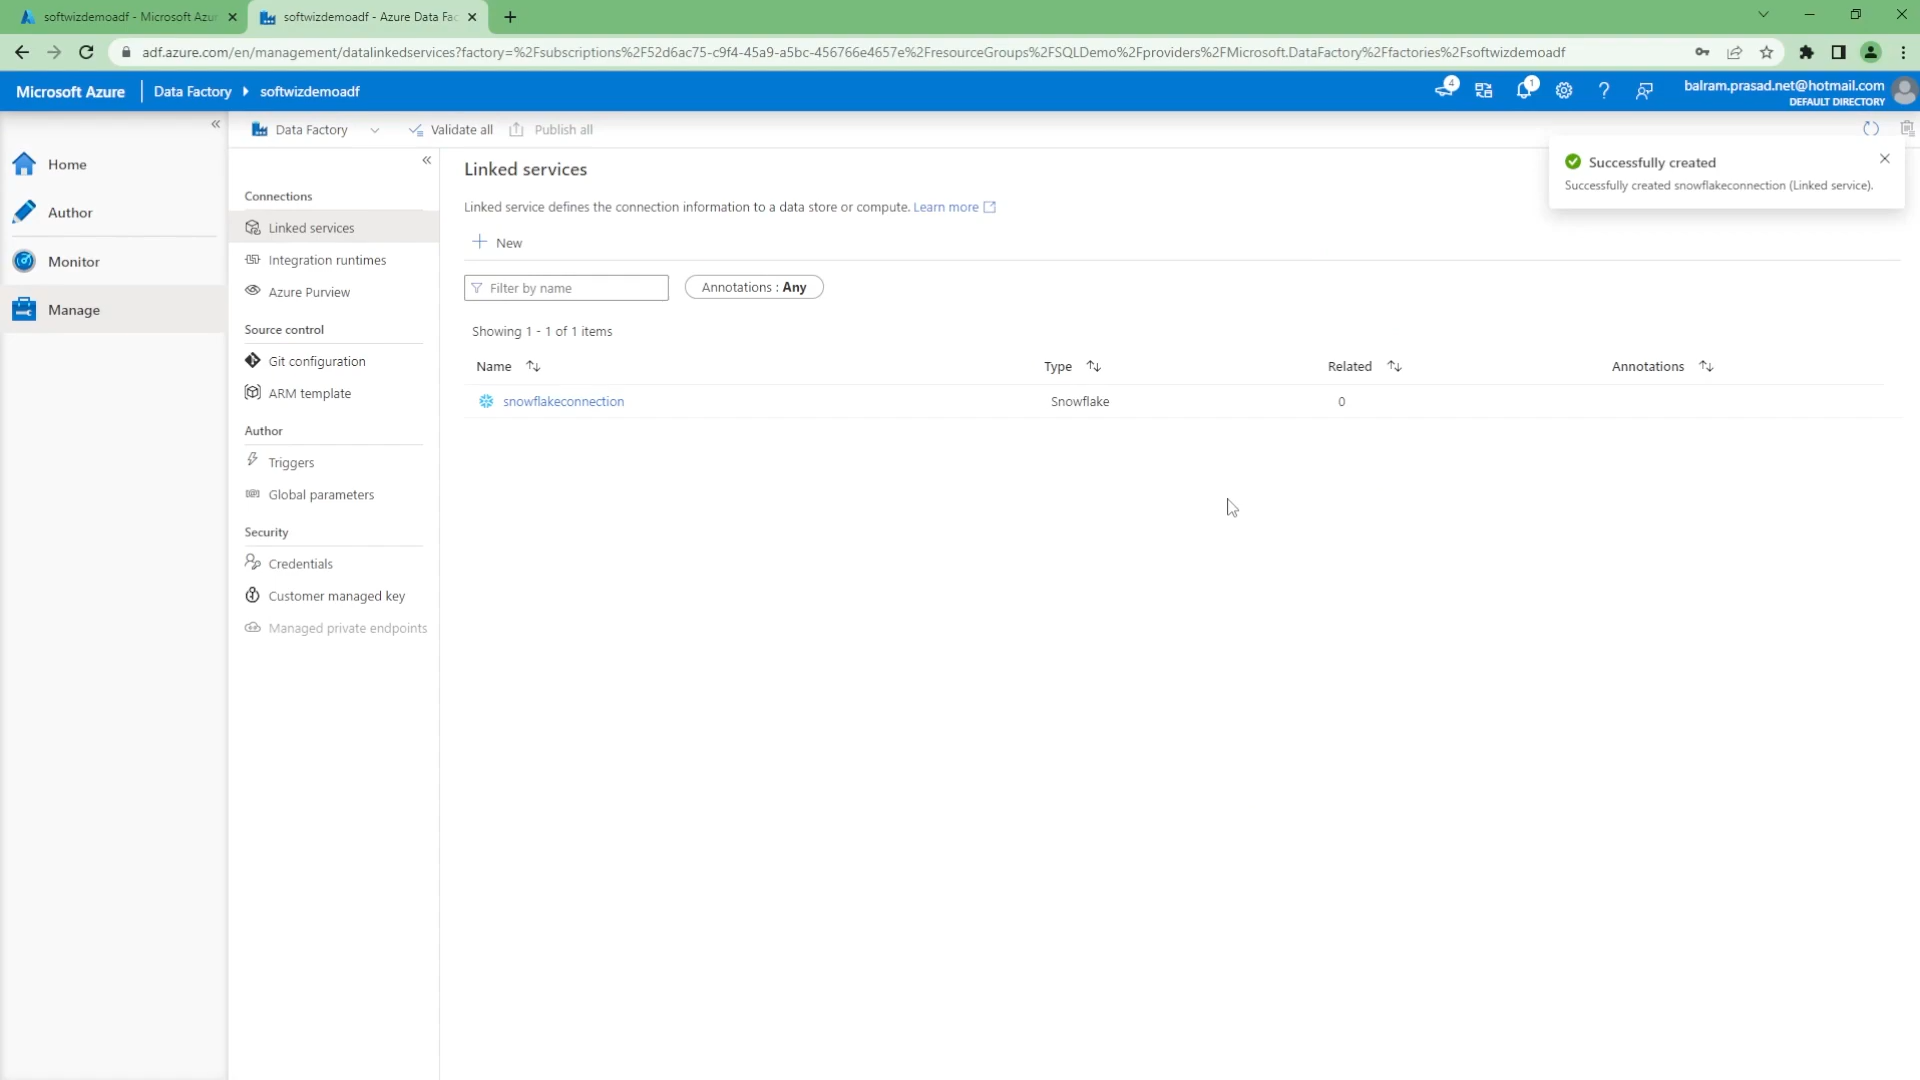 softwizdemoadf - Microsoft Azur
softwizdemoadf - Azure Data Fac
adf.azure.com/en/management/datalinkedservices?factory=%2Fsubscriptions%2F52d6ac75-c9f4-45a9-a5bc-456766e4657e%2FresourceGroups%2FSQLDemo%2Fproviders%2FMicrosoft.DataFactory%2Ffactories%2Fsoftwizdemoadf
Microsoft Azure
Data Factory
softwizdemoadf
4
1
balram.prasad.net@hotmail.com
DEFAULT DIRECTORY
Data Factory
Validate all
Publish all
Home
Author
Monitor
Manage
Connections
Linked services
Integration runtimes
Azure Purview
Source control
Git configuration
ARM template
Author
Triggers
Global parameters
Security
Credentials
Customer managed key
Managed private endpoints
Linked services
Linked service defines the connection information to a data store or compute. Learn more
New
Filter by name
Annotations : Any
Showing 1 - 1 of 1 items
Name Type Related Annotations
snowflakeconnection Snowflake 0
Successfully created
Successfully created snowflakeconnection (Linked service).